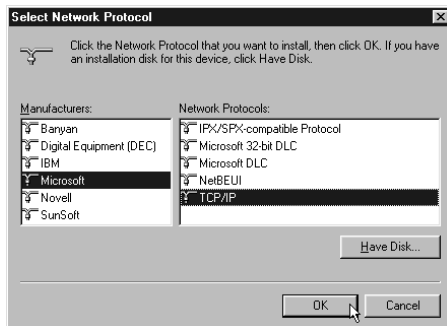 Select Network Protocol
Click the Network Protocol that you want to install, then click OK. If you have
an installation disk for this device, click Have Disk.
Manufacturers:
Banyan
Digital Equipment (DEC)
IBM
Microsoft
Novell
SunSoft
Network Protocols:
IPX/SPX-compatible Protocol
Microsoft 32-bit DLC
Microsoft DLC
NetBEUI
TCP/IP
Have Disk...
OK
Cancel